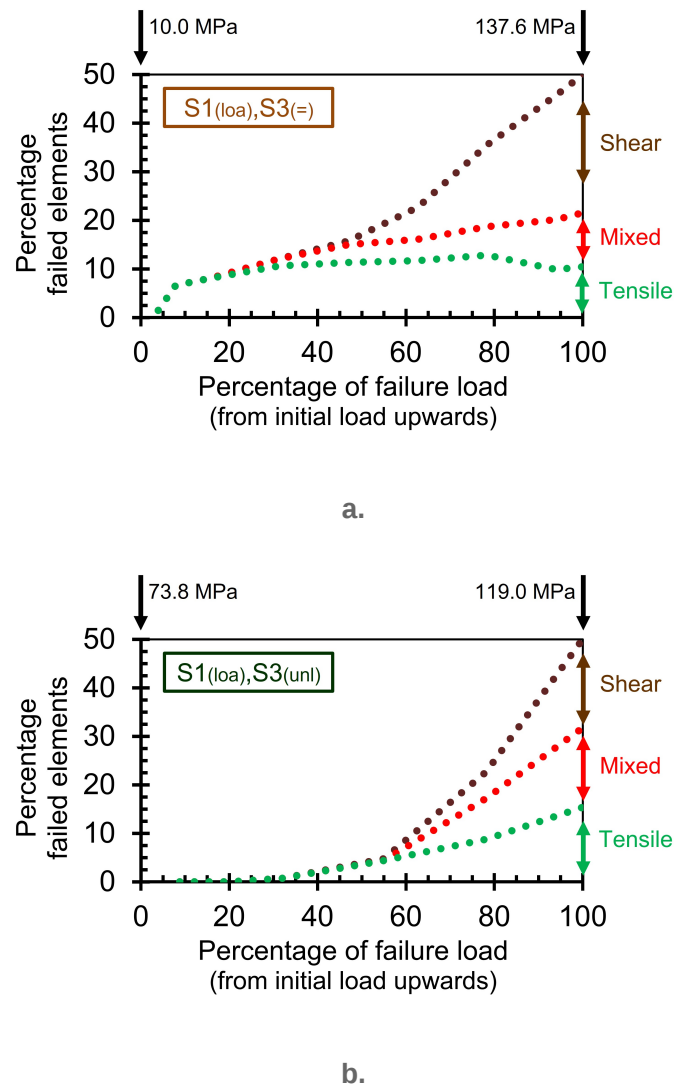 10.0 MPa
137.6 MPa
50
40
30
20
10
0
Percentage
failed elements
S1(loa),S3(=)
Shear
Mixed
Tensile
0 20 40 60 80 100
Percentage of failure load
(from initial load upwards)
a.
73.8 MPa
119.0 MPa
50
40
30
20
10
0
Percentage
failed elements
S1(loa),S3(unl)
Shear
Mixed
Tensile
0 20 40 60 80 100
Percentage of failure load
(from initial load upwards)
b.